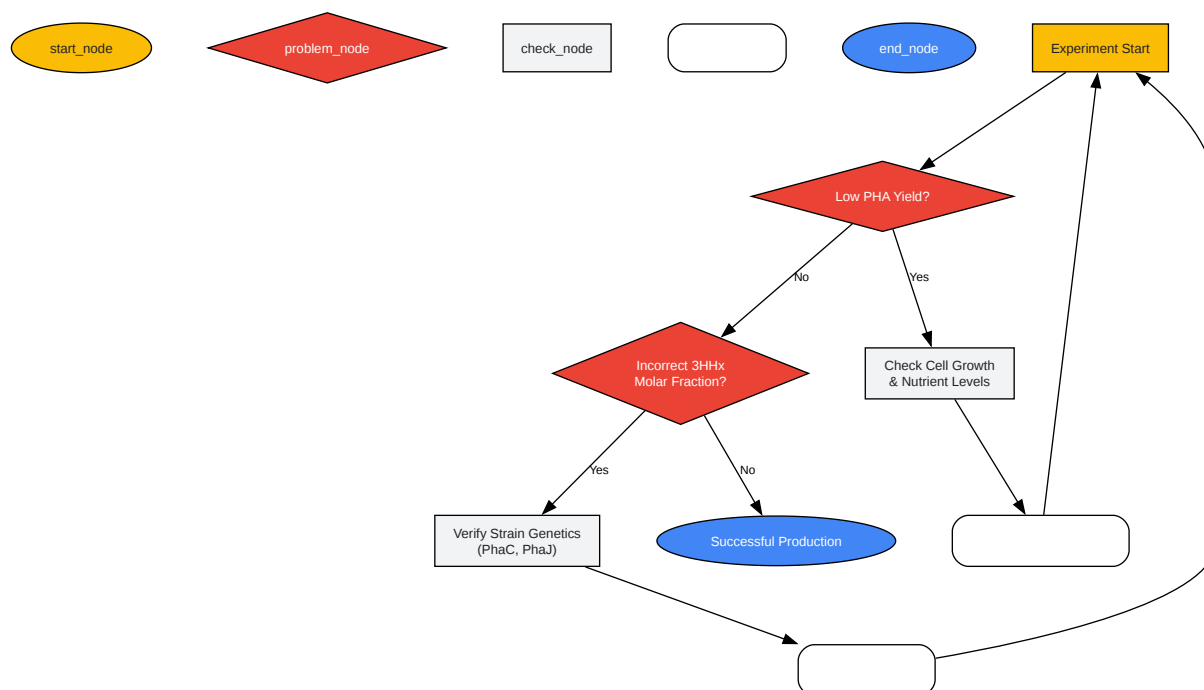 start_node
problem_node
check_node
end_node
Experiment Start
Low PHA Yield?
No
Yes
Incorrect 3HHx
Molar Fraction?
Check Cell Growth
& Nutrient Levels
Yes
No
Verify Strain Genetics
(PhaC, PhaJ)
Successful Production